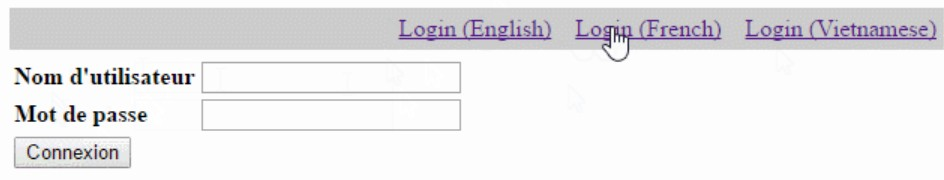 Login (English) Login (French) Login (Vietnamese)
Nom d'utilisateur
Mot de passe
Connexion